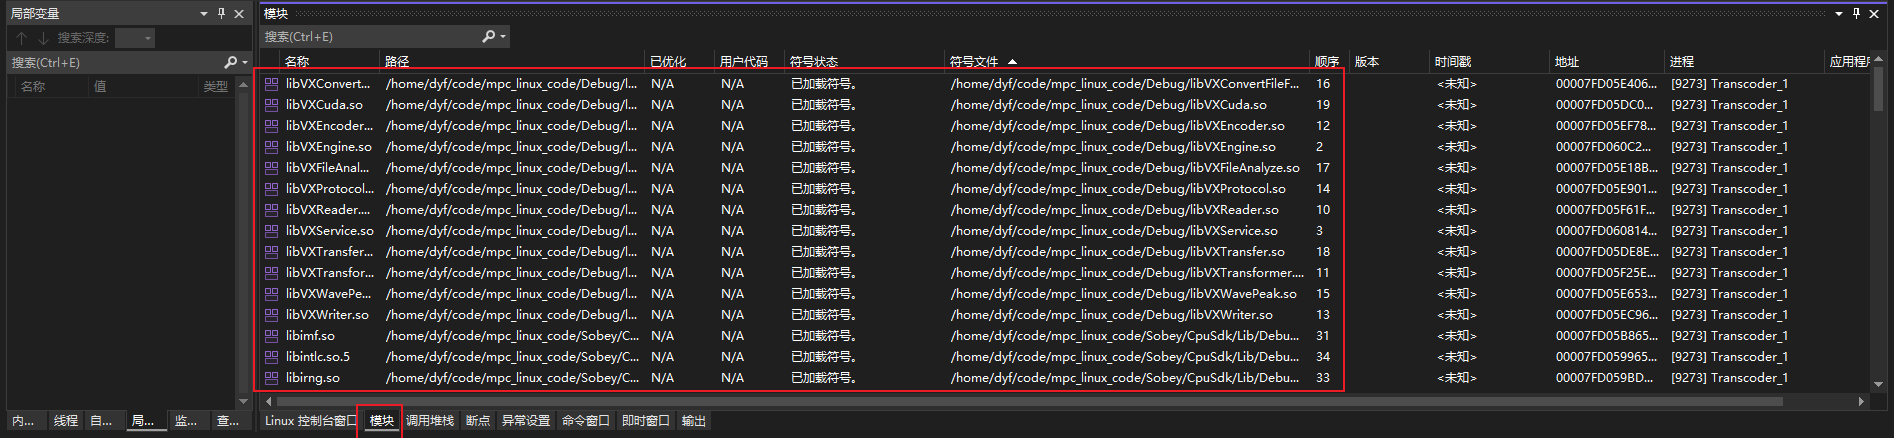 局部变量
搜索深度:
搜索(Ctrl+E)
名称 值 类型
内... 线程 自... 局... 监... 查...
模块
搜索(Ctrl+E)
名称 路径 已优化 用户代码 符号状态 符号文件 顺序 版本 时间戳 地址 进程 应用程序
libVXConvert... /home/dyf/code/mpc_linux_code/Debug/l... N/A N/A 已加载符号。 /home/dyf/code/mpc_linux_code/Debug/libVXConvertFileF... 16 <未知> 00007FD05E406... [9273] Transcoder_1
libVXCuda.so /home/dyf/code/mpc_linux_code/Debug/l... N/A N/A 已加载符号。 /home/dyf/code/mpc_linux_code/Debug/libVXCuda.so 19 <未知> 00007FD05DC0... [9273] Transcoder_1
libVXEncoder... /home/dyf/code/mpc_linux_code/Debug/l... N/A N/A 已加载符号。 /home/dyf/code/mpc_linux_code/Debug/libVXEncoder.so 12 <未知> 00007FD05EF78... [9273] Transcoder_1
libVXEngine.so /home/dyf/code/mpc_linux_code/Debug/l... N/A N/A 已加载符号。 /home/dyf/code/mpc_linux_code/Debug/libVXEngine.so 2 <未知> 00007FD060C2... [9273] Transcoder_1
libVXFileAnal... /home/dyf/code/mpc_linux_code/Debug/l... N/A N/A 已加载符号。 /home/dyf/code/mpc_linux_code/Debug/libVXFileAnalyze.so 17 <未知> 00007FD05E18B... [9273] Transcoder_1
libVXProtocol... /home/dyf/code/mpc_linux_code/Debug/l... N/A N/A 已加载符号。 /home/dyf/code/mpc_linux_code/Debug/libVXProtocol.so 14 <未知> 00007FD05E901... [9273] Transcoder_1
libVXReader.... /home/dyf/code/mpc_linux_code/Debug/l... N/A N/A 已加载符号。 /home/dyf/code/mpc_linux_code/Debug/libVXReader.so 10 <未知> 00007FD05F61F... [9273] Transcoder_1
libVXService.so /home/dyf/code/mpc_linux_code/Debug/l... N/A N/A 已加载符号。 /home/dyf/code/mpc_linux_code/Debug/libVXService.so 3 <未知> 00007FD060814... [9273] Transcoder_1
libVXTransfer... /home/dyf/code/mpc_linux_code/Debug/l... N/A N/A 已加载符号。 /home/dyf/code/mpc_linux_code/Debug/libVXTransfer.so 18 <未知> 00007FD05DE8E... [9273] Transcoder_1
libVXTransfor... /home/dyf/code/mpc_linux_code/Debug/l... N/A N/A 已加载符号。 /home/dyf/code/mpc_linux_code/Debug/libVXTransformer.... 11 <未知> 00007FD05F25E... [9273] Transcoder_1
libVXWavePe... /home/dyf/code/mpc_linux_code/Debug/l... N/A N/A 已加载符号。 /home/dyf/code/mpc_linux_code/Debug/libVXWavePeak.so 15 <未知> 00007FD05E653... [9273] Transcoder_1
libVXWriter.so /home/dyf/code/mpc_linux_code/Debug/l... N/A N/A 已加载符号。 /home/dyf/code/mpc_linux_code/Debug/libVXWriter.so 13 <未知> 00007FD05EC96... [9273] Transcoder_1
libimf.so /home/dyf/code/mpc_linux_code/Sobey/C... N/A N/A 已加载符号。 /home/dyf/code/mpc_linux_code/Sobey/CpuSdk/Lib/Debu... 31 <未知> 00007FD05B865... [9273] Transcoder_1
libintlc.so.5 /home/dyf/code/mpc_linux_code/Sobey/C... N/A N/A 已加载符号。 /home/dyf/code/mpc_linux_code/Sobey/CpuSdk/Lib/Debu... 34 <未知> 00007FD059965... [9273] Transcoder_1
libirng.so /home/dyf/code/mpc_linux_code/Sobey/C... N/A N/A 已加载符号。 /home/dyf/code/mpc_linux_code/Sobey/CpuSdk/Lib/Debu... 33 <未知> 00007FD059BD... [9273] Transcoder_1
Linux 控制台窗口 模块 调用堆栈 断点 异常设置 命令窗口 即时窗口 输出